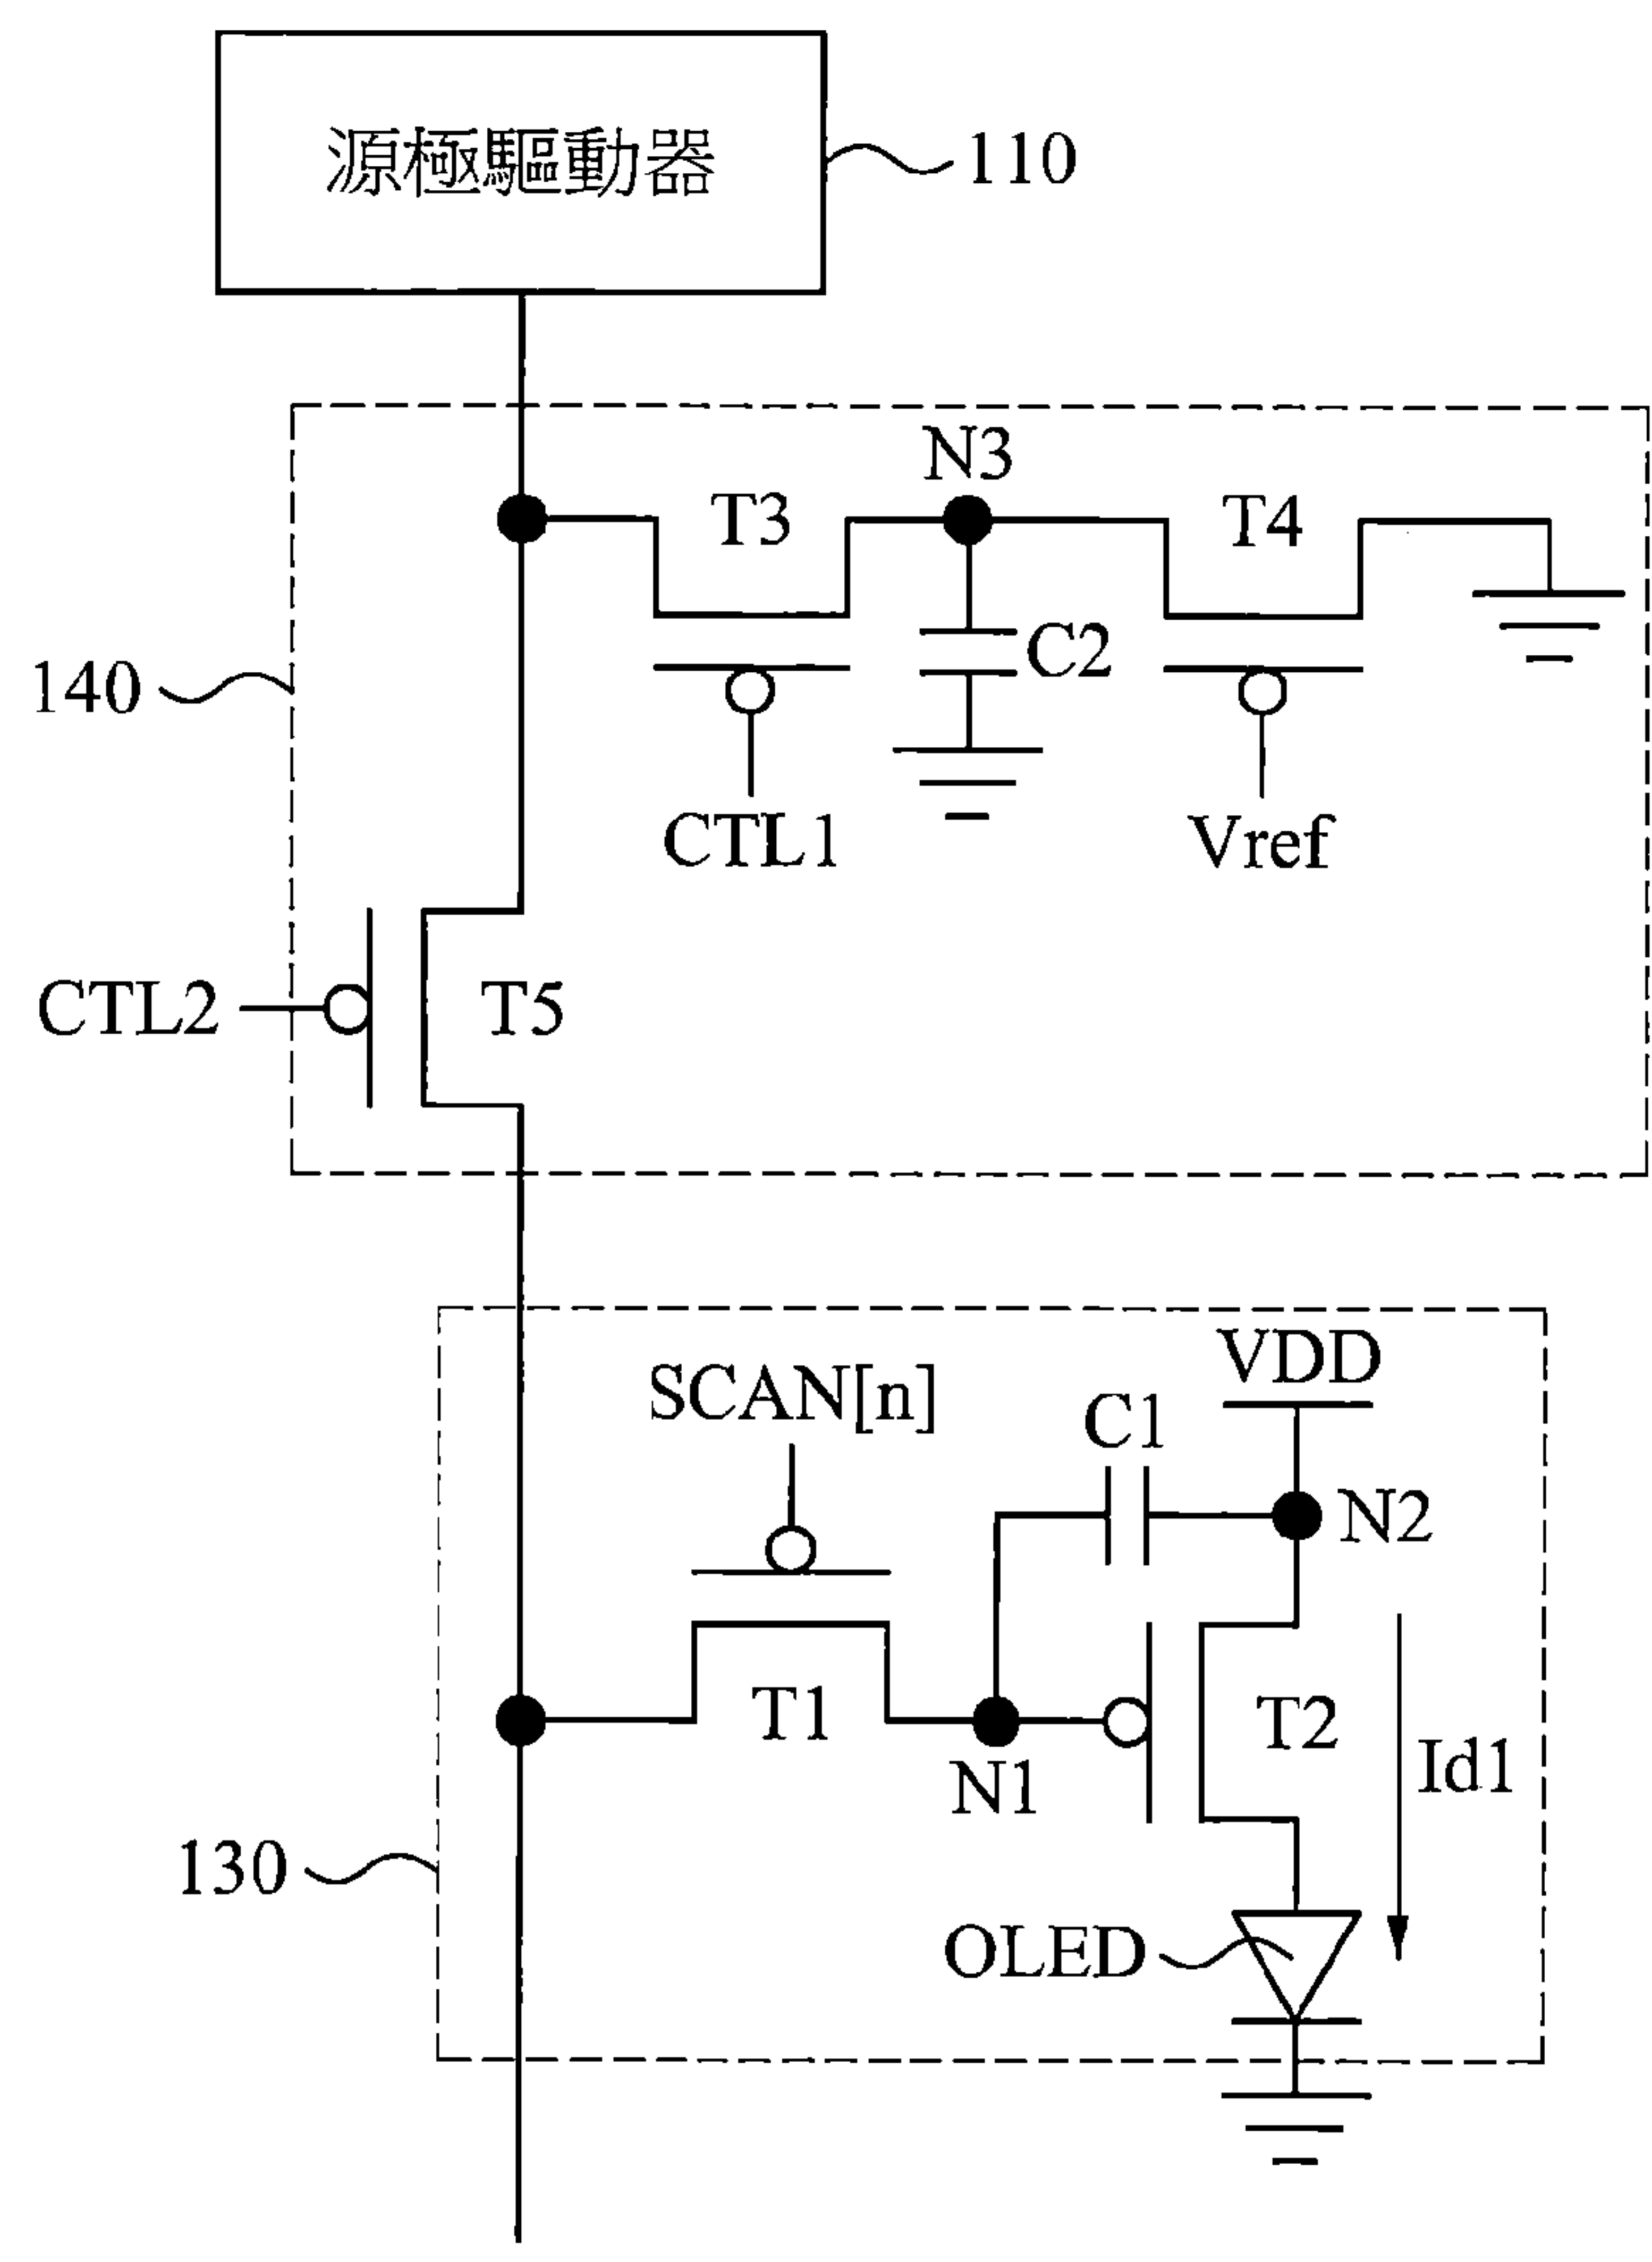 源極驅動器
110
N3
T3
T4
C2
140
CTL1
Vref
CTL2
T5
VDD
SCAN[n]
C1
N2
T1
T2
Id1
N1
130
OLED